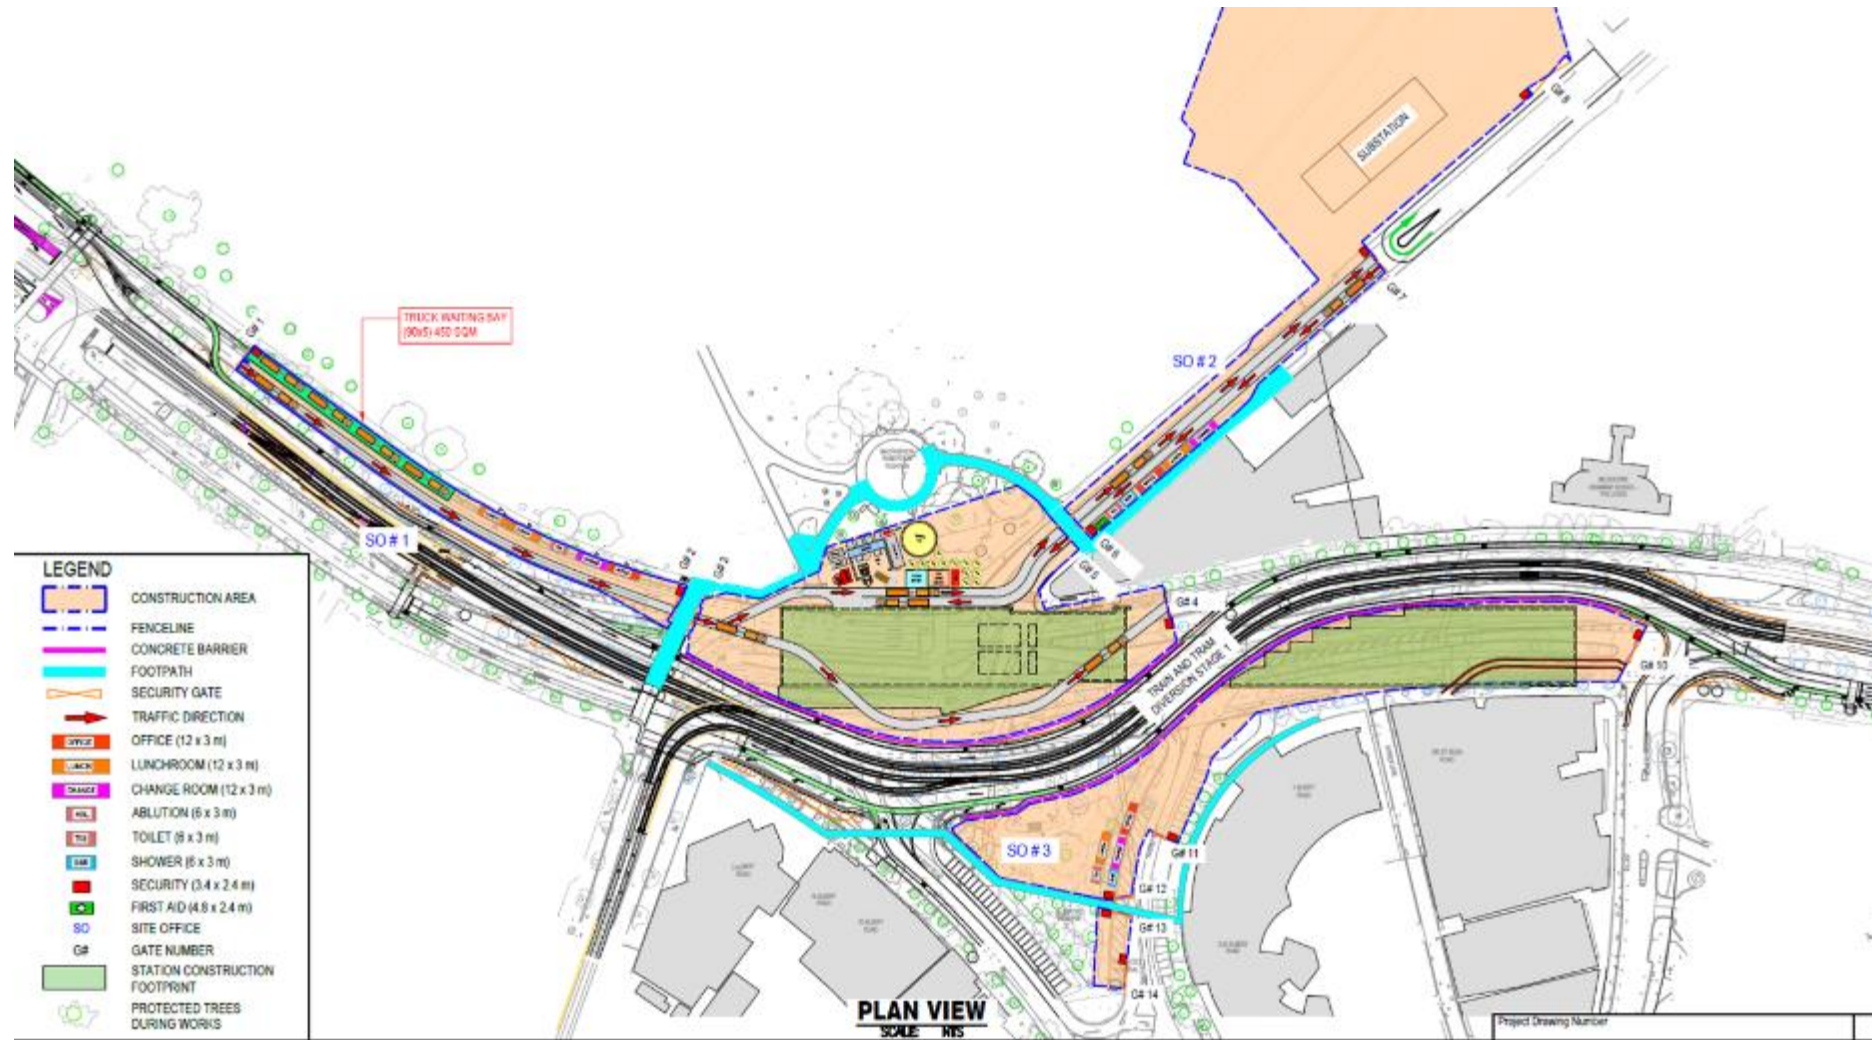 G# 8
SUBSTATION
G# 7
G# 1
TRUCK WAITING BAY
(90x5) 450 SQM
SO # 2
SO # 1
G# 2
G# 3
G# 6
G# 5
G# 4
TRAIN AND TRAM
DIVERSION STAGE 1
G# 10
SO # 3
G# 11
G# 12
G# 13
G# 14
LEGEND
CONSTRUCTION AREA
FENCELINE
CONCRETE BARRIER
FOOTPATH
SECURITY GATE
TRAFFIC DIRECTION
OFFICE OFFICE (12 x 3 m)
LUNCH LUNCHROOM (12 x 3 m)
CHANGE CHANGE ROOM (12 x 3 m)
ABLUTION (6 x 3 m)
TOILET (6 x 3 m)
SHOWER (6 x 3 m)
SECURITY (3.4 x 2.4 m)
FIRST AID (4.8 x 2.4 m)
SO SITE OFFICE
G# GATE NUMBER
STATION CONSTRUCTION
FOOTPRINT
PROTECTED TREES
DURING WORKS
PLAN VIEW
SCALE: NTS
Project Drawing Number